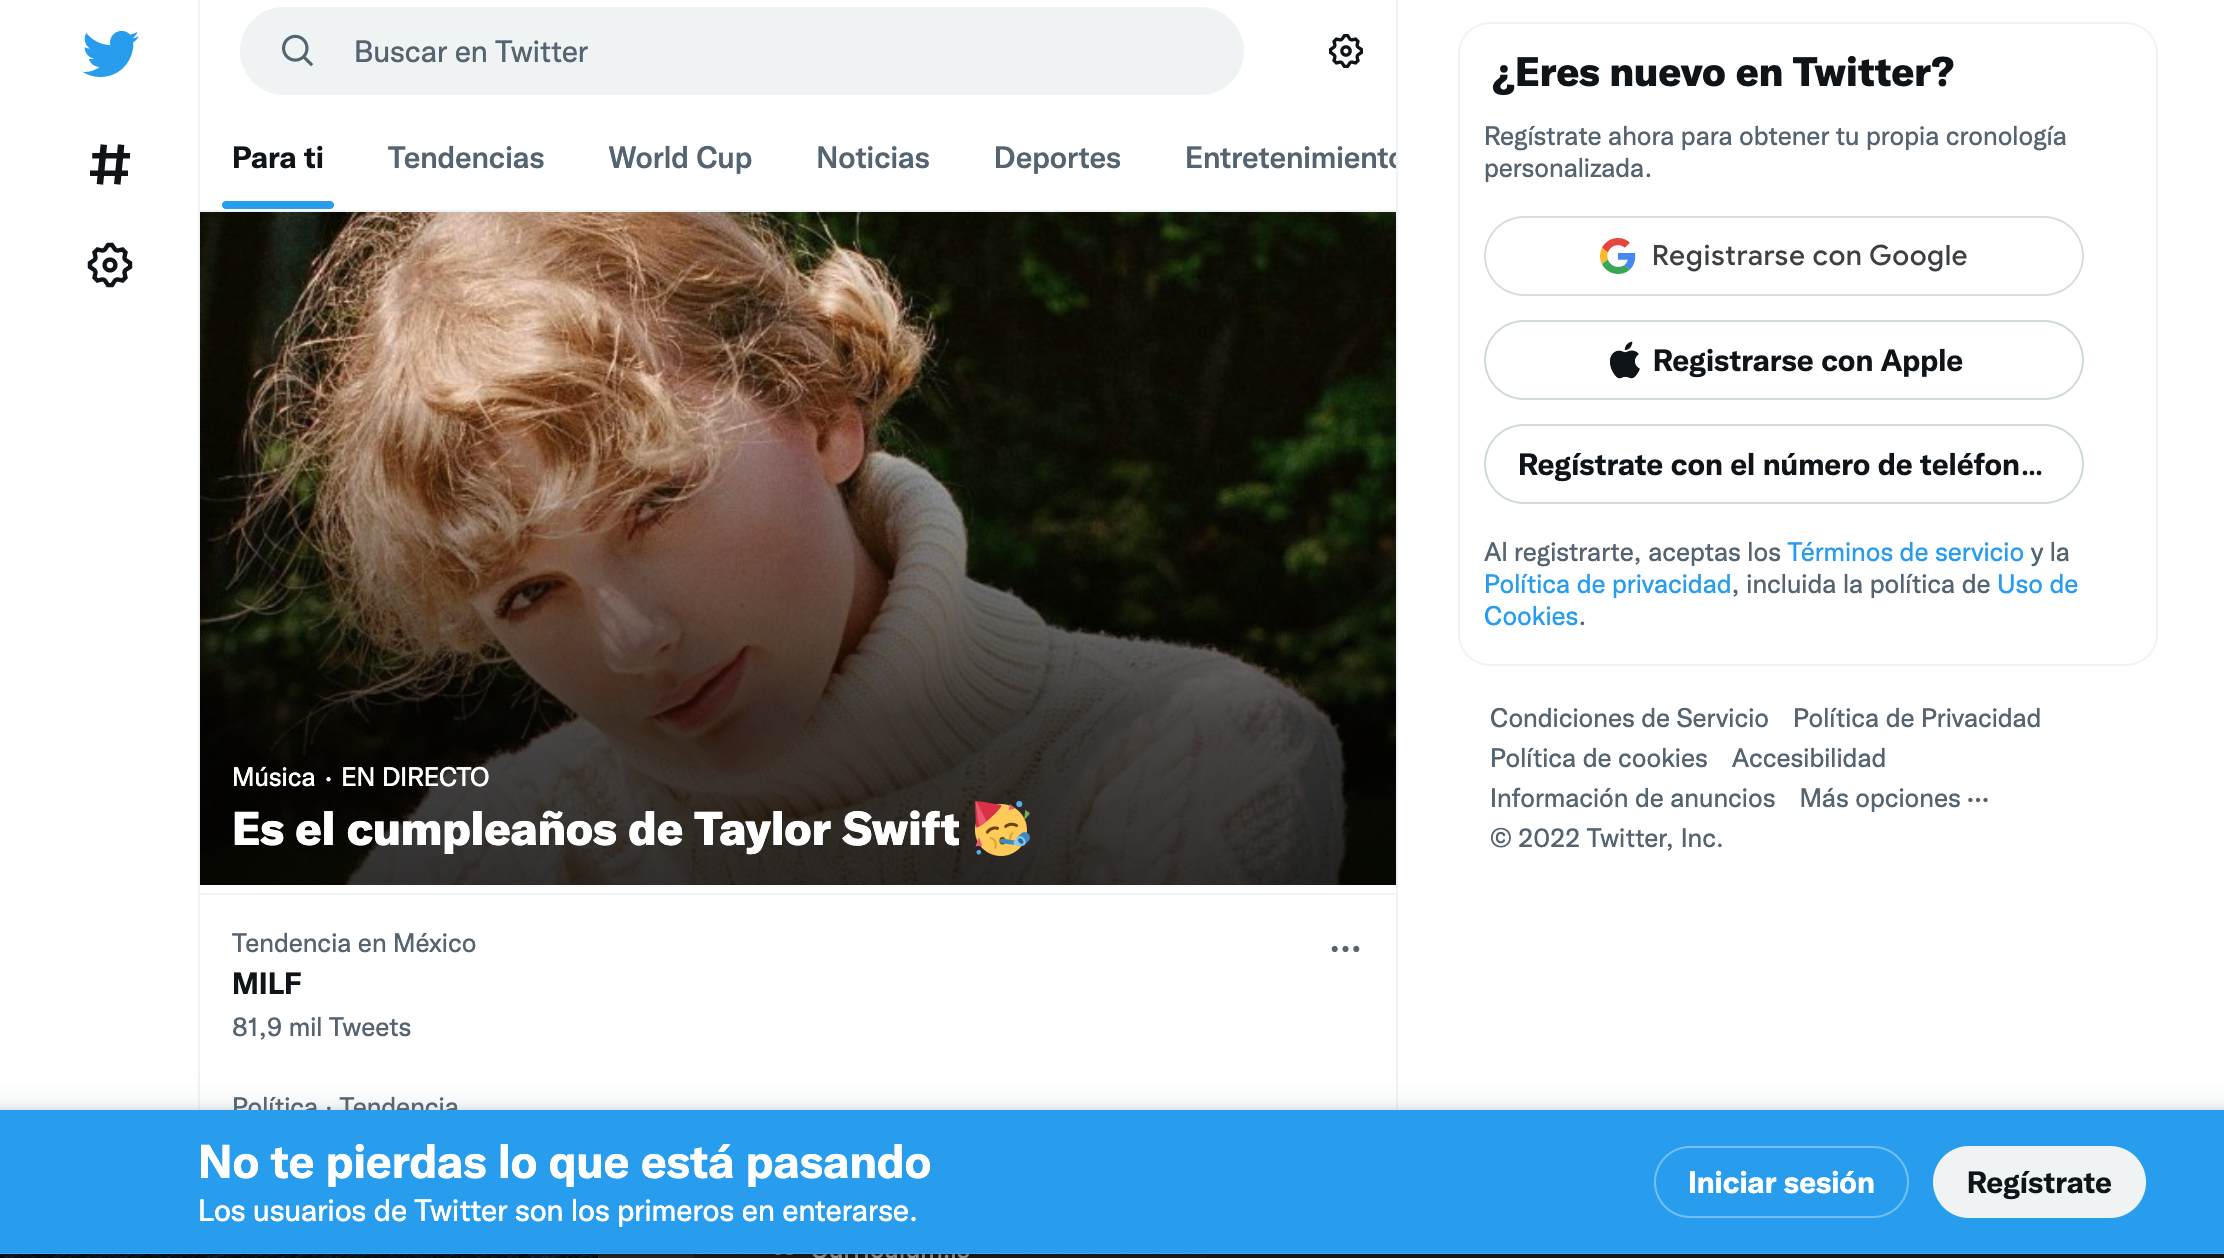 Buscar en Twitter
Para ti
Tendencias
World Cup
Noticias
Deportes
Entretenimiento
Música · EN DIRECTO
Es el cumpleaños de Taylor Swift 🥳
Tendencia en México
MILF
81,9 mil Tweets
Política · Tendencia
¿Eres nuevo en Twitter?
Regístrate ahora para obtener tu propia cronología
personalizada.
Registrarse con Google
Registrarse con Apple
Regístrate con el número de teléfon...
Al registrarte, aceptas los Términos de servicio y la
Política de privacidad, incluida la política de Uso de
Cookies.
Condiciones de Servicio Política de Privacidad
Política de cookies Accesibilidad
Información de anuncios Más opciones ···
© 2022 Twitter, Inc.
No te pierdas lo que está pasando
Los usuarios de Twitter son los primeros en enterarse.
Iniciar sesión
Regístrate